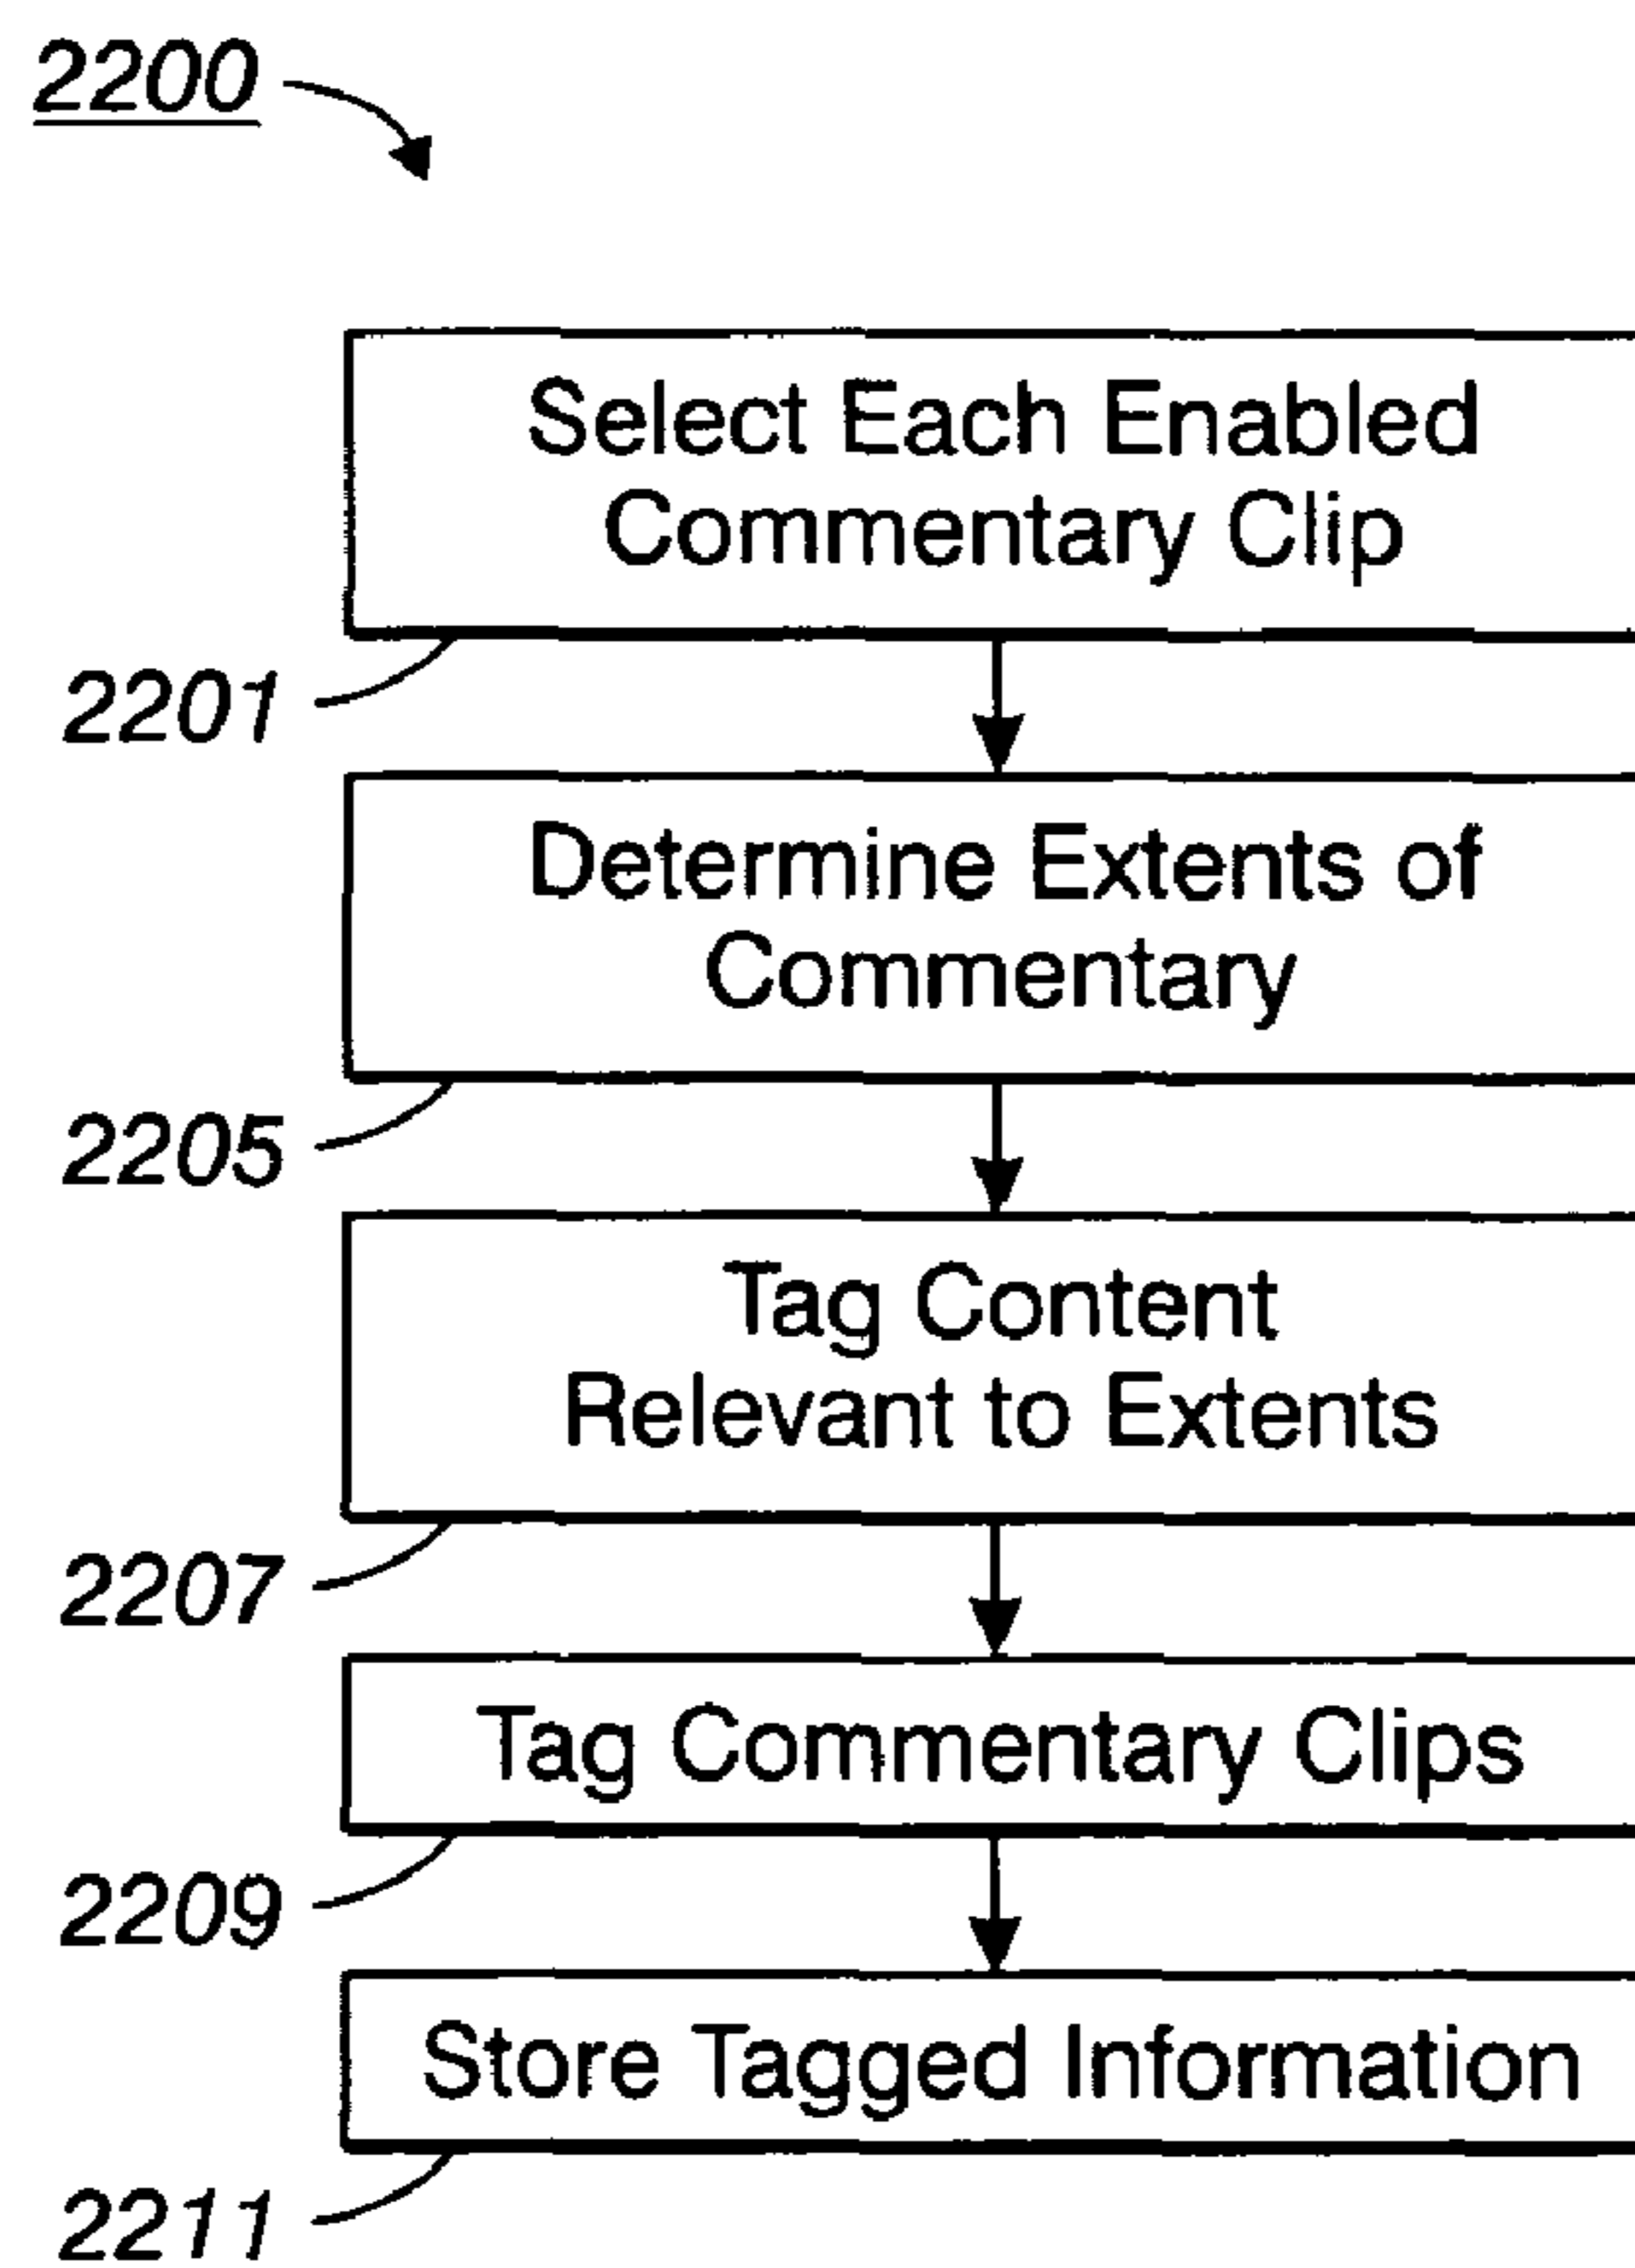 2200
Select Each Enabled
Commentary Clip
2201
Determine Extents of
Commentary
2205
Tag Content
Relevant to Extents
2207
Tag Commentary Clips
2209
Store Tagged Information
2211